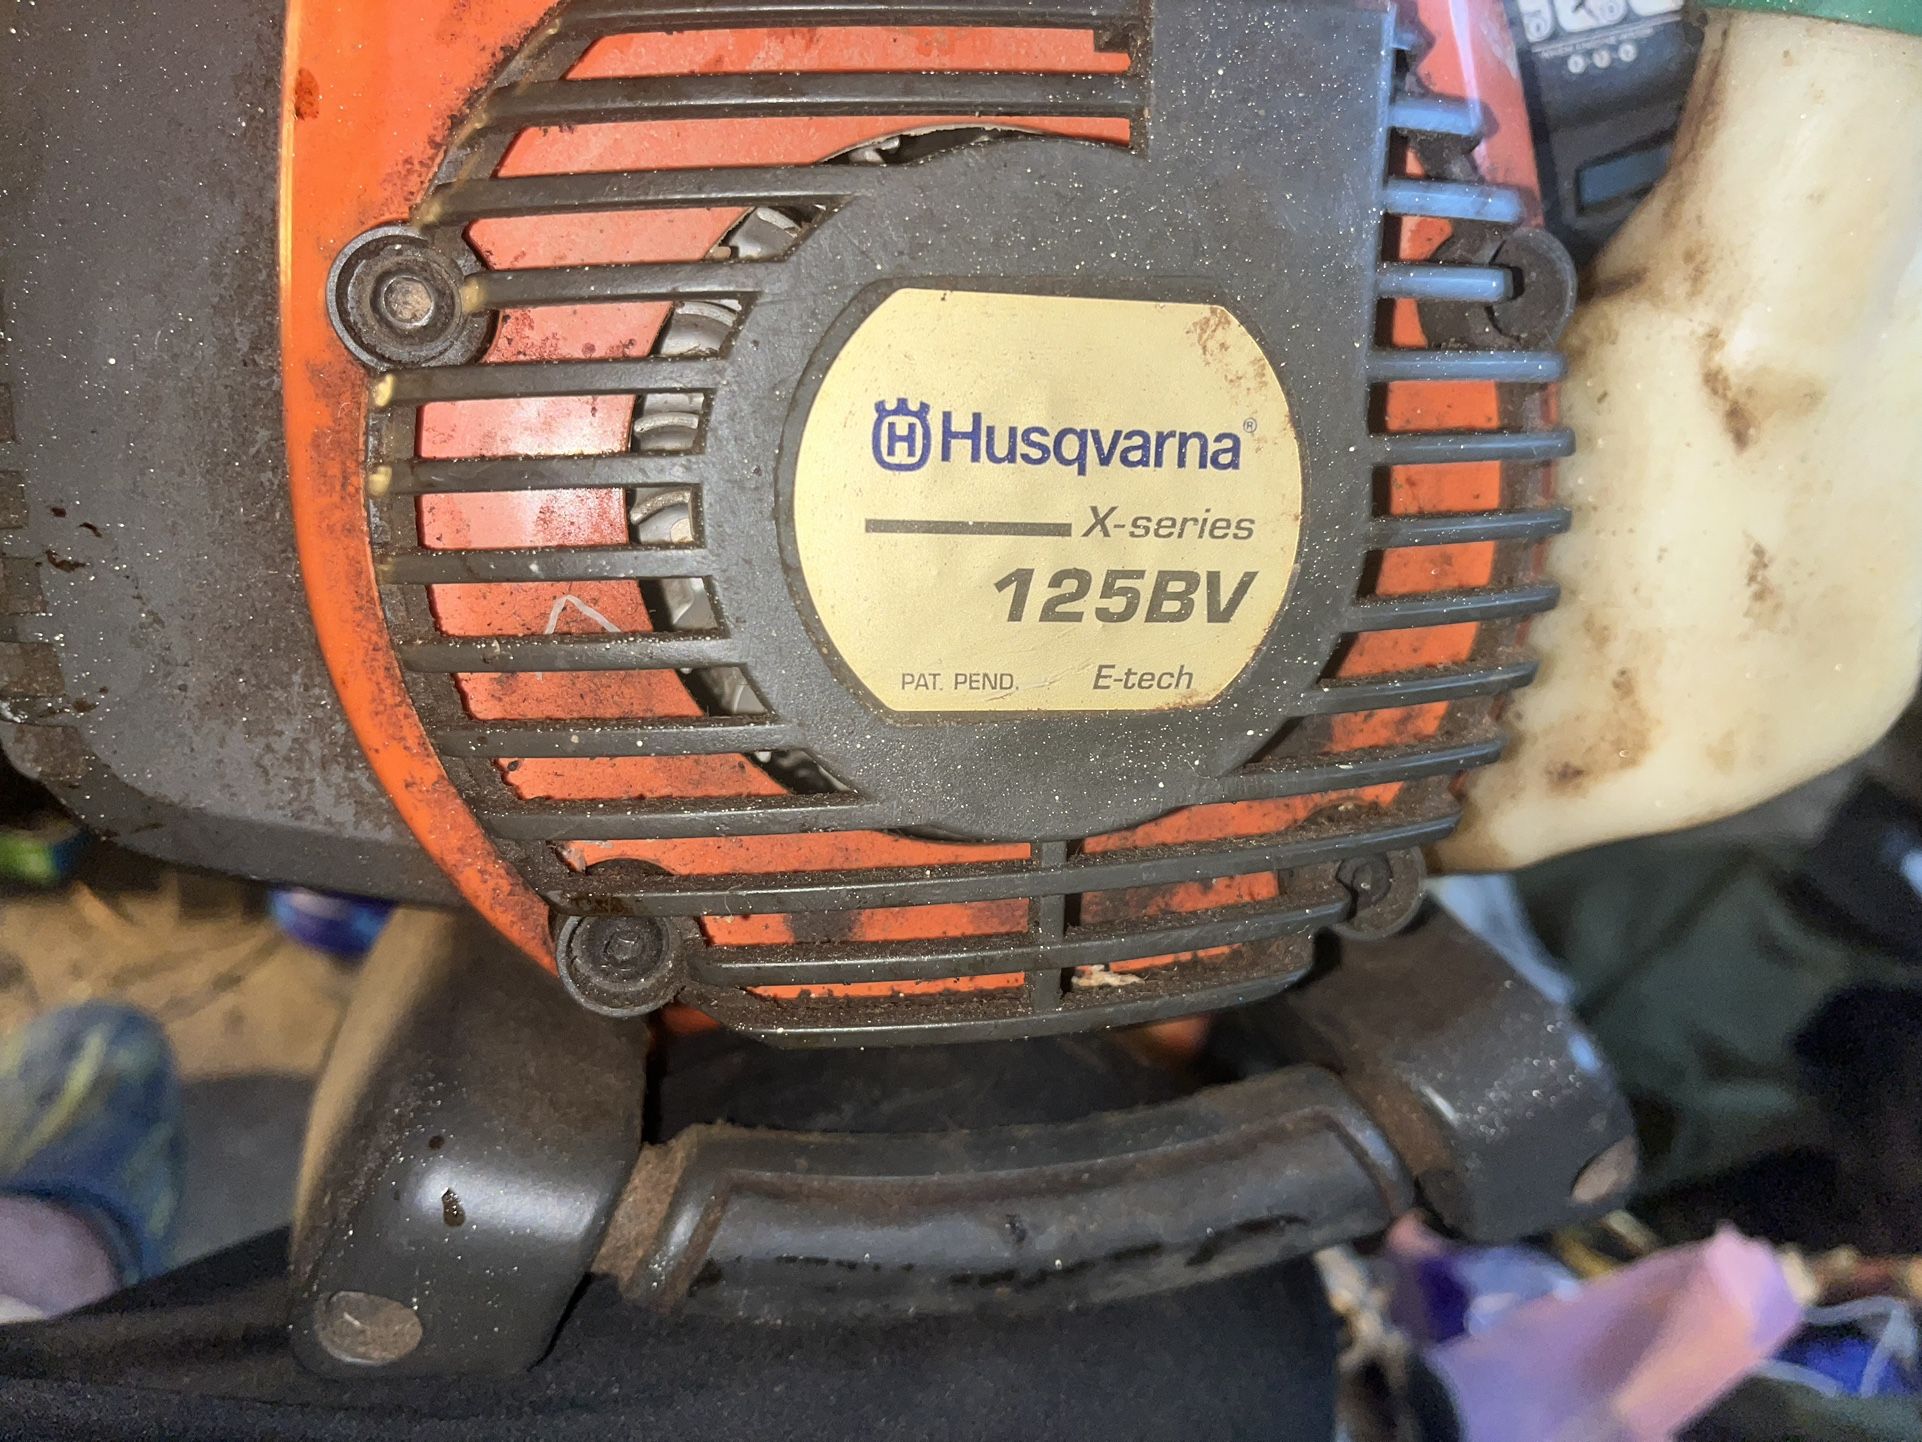 H Husqvarna®
X-series
125BV
PAT. PEND. E-tech